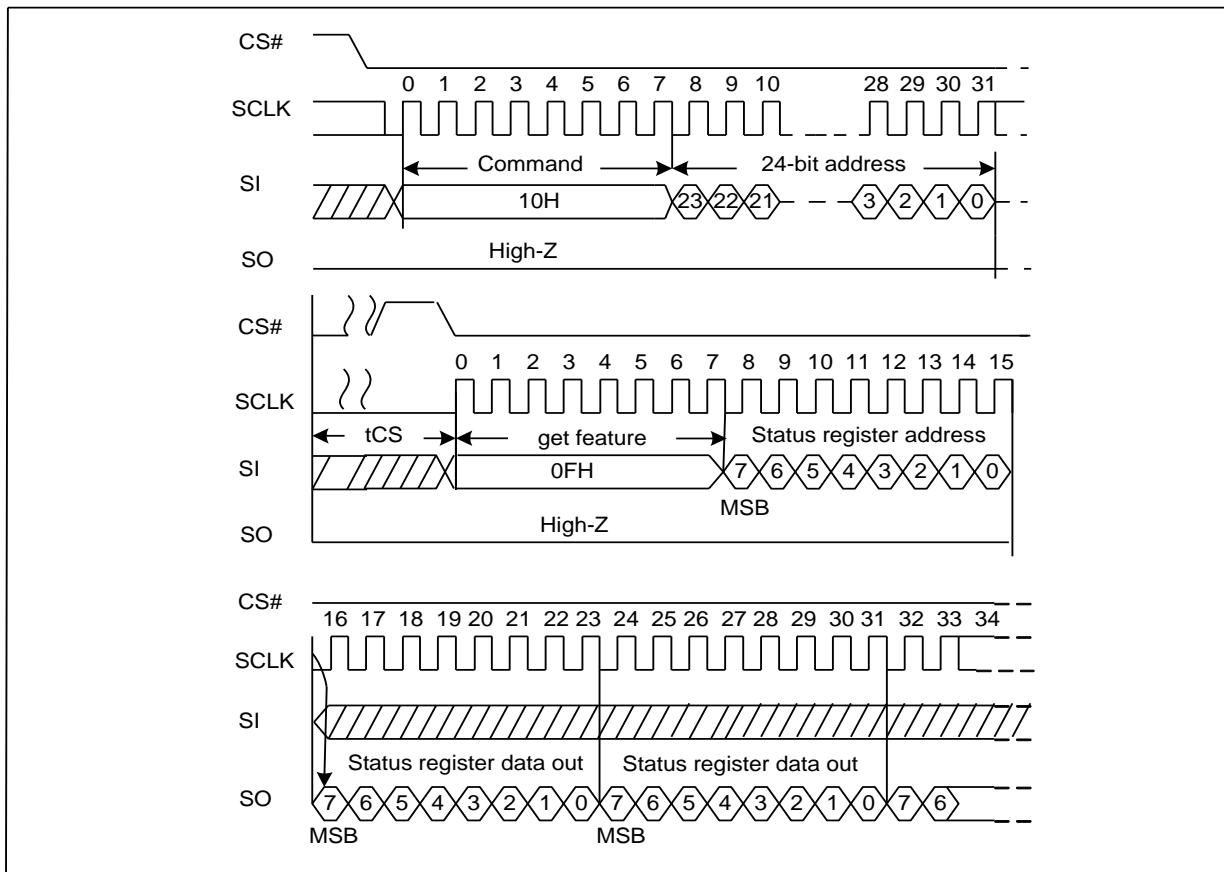 CS#
0 1 2 3 4 5 6 7 8 9 10 28 29 30 31
SCLK
Command 24-bit address
SI
10H 23 22 21 3 2 1 0
High-Z
SO
CS#
0 1 2 3 4 5 6 7 8 9 10 11 12 13 14 15
SCLK
tCS get feature Status register address
SI
0FH 7 6 5 4 3 2 1 0
MSB
High-Z
SO
CS#
16 17 18 19 20 21 22 23 24 25 26 27 28 29 30 31 32 33 34
SCLK
SI
Status register data out Status register data out
SO
7 6 5 4 3 2 1 0 7 6 5 4 3 2 1 0 7 6
MSB MSB